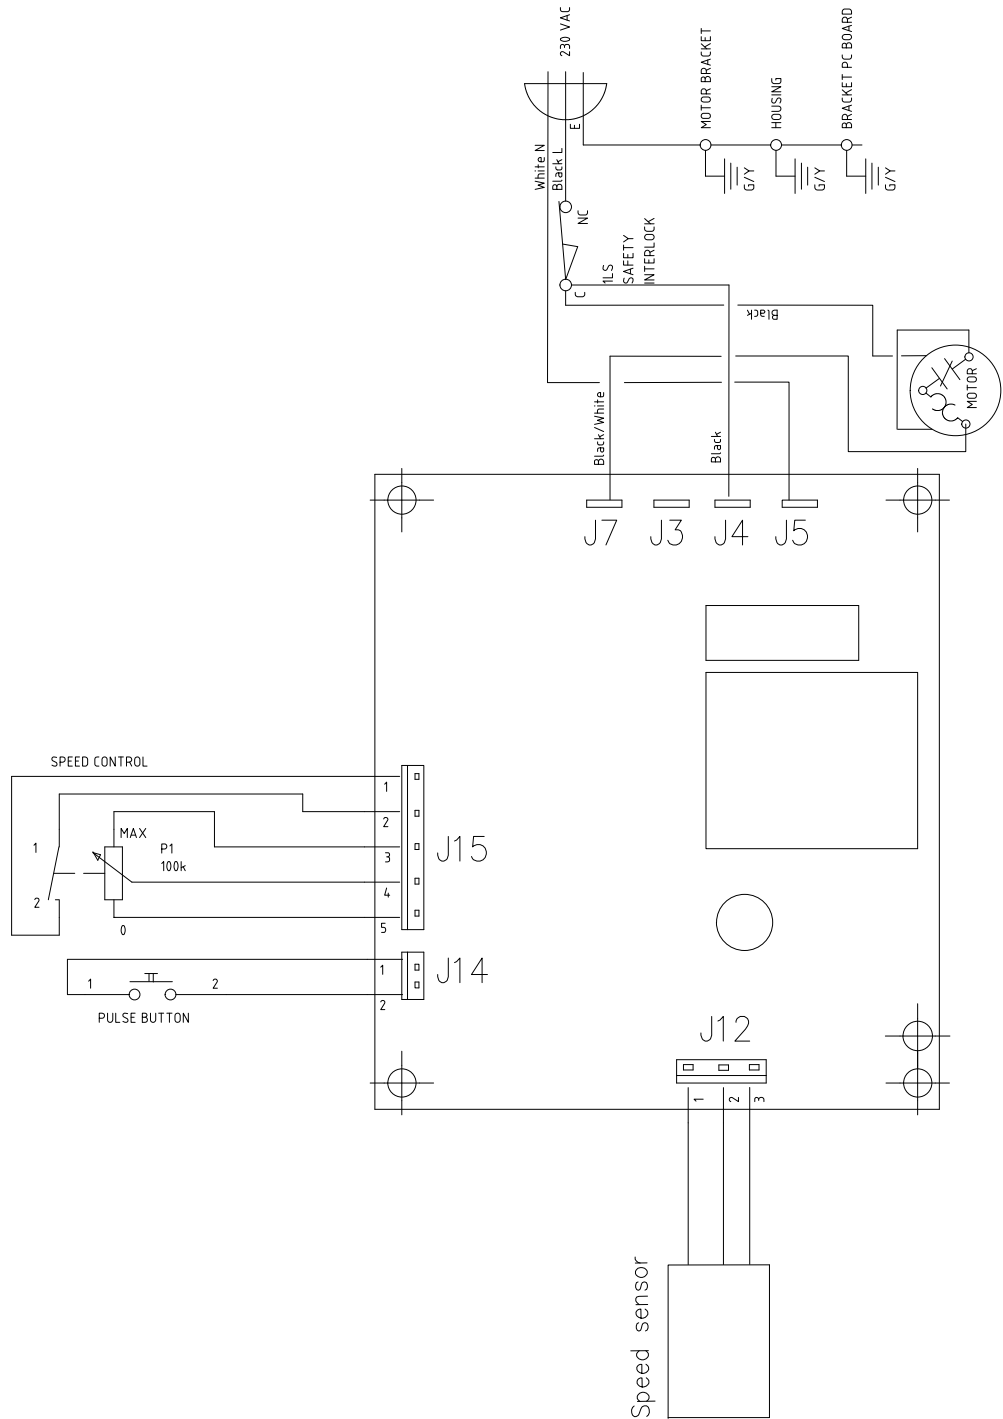 230 VAC
White N
Black L
E
MOTOR BRACKET
HOUSING
BRACKET PC BOARD
G/Y
G/Y
G/Y
NC
C
1LS
SAFETY
INTERLOCK
Black
MOTOR
Black/White
Black
J7
J3
J4
J5
SPEED CONTROL
1
2
MAX
P1
100k
0
1
2
3
4
5
J15
1
2
PULSE BUTTON
1
2
J14
J12
1
2
3
Speed sensor